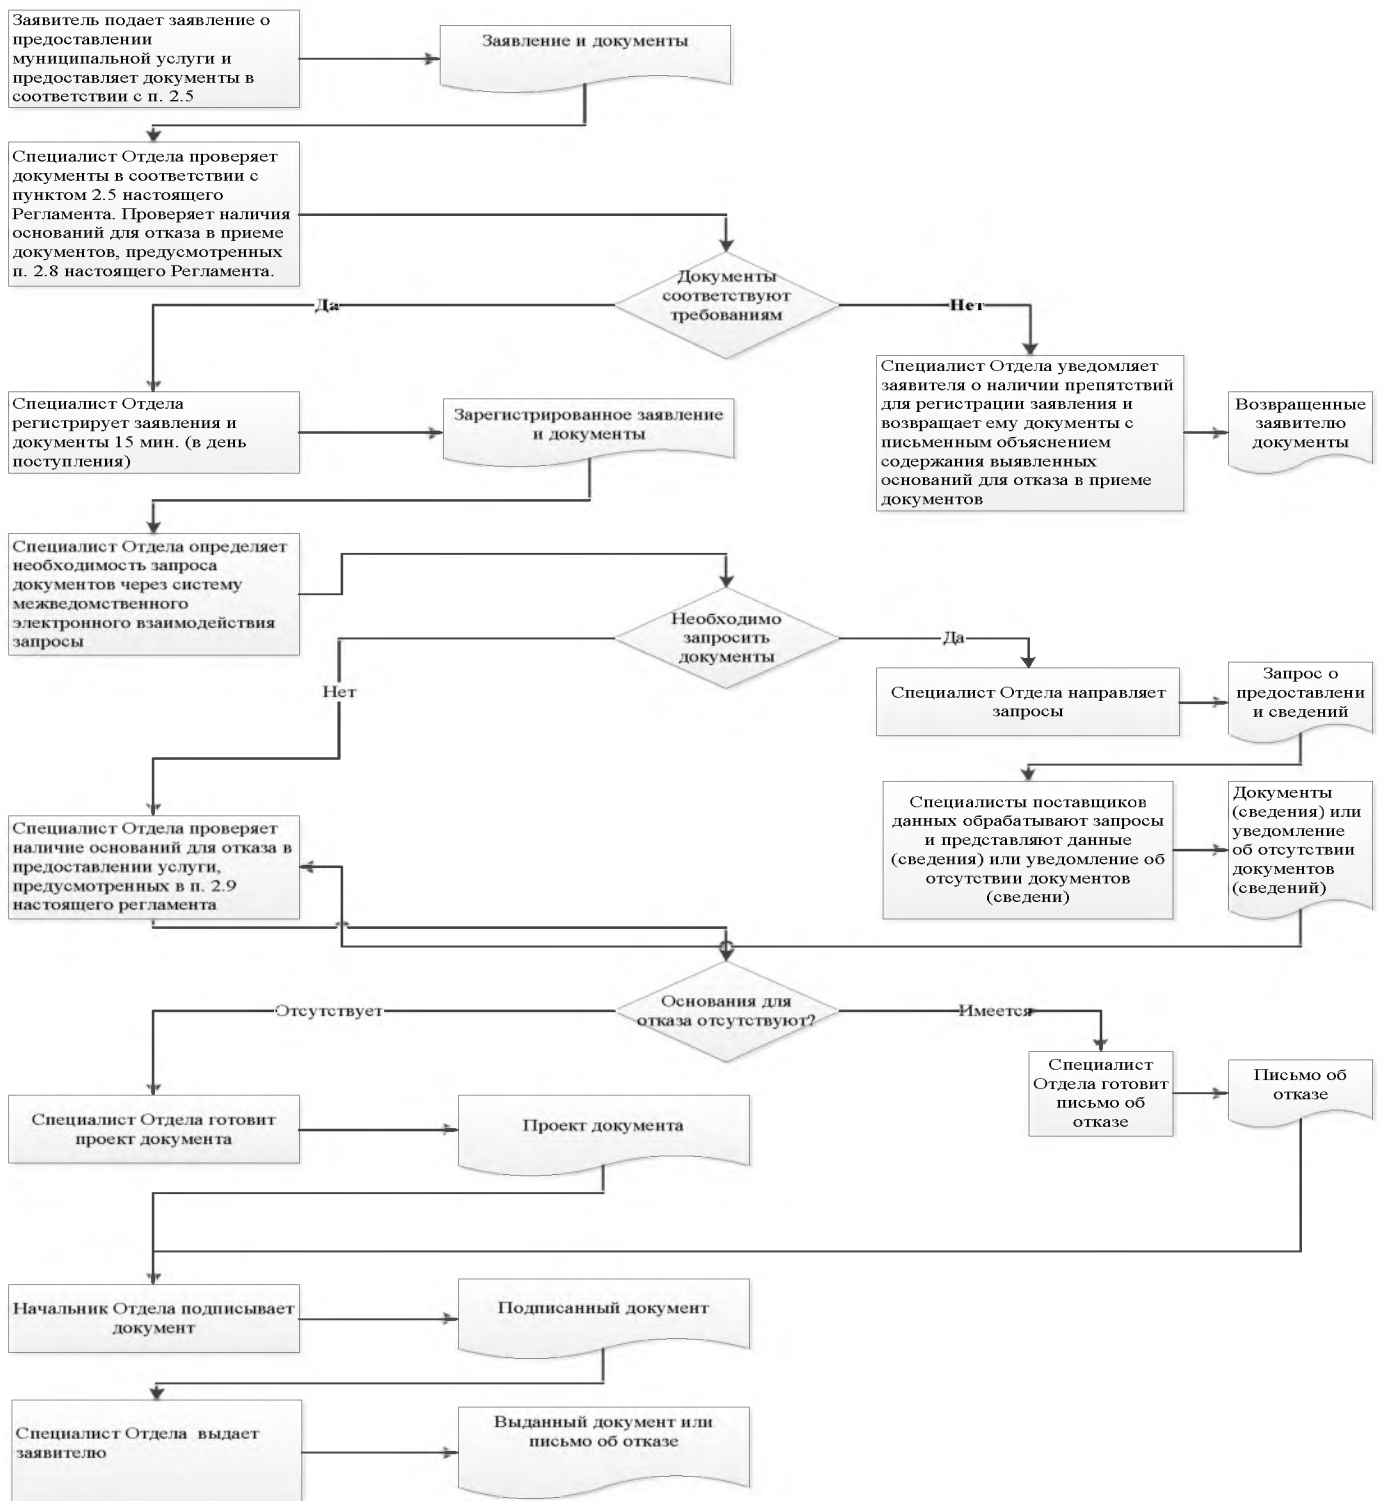 Заявитель подает заявление о
предоставлении
муниципальной услуги и
предоставляет документы в
соответствии с п. 2.5
Заявление и документы
Специалист Отдела проверяет
документы в соответствии с
пунктом 2.5 настоящего
Регламента. Проверяет наличия
оснований для отказа в приеме
документов, предусмотренных
п. 2.8 настоящего Регламента.
Документы
соответствуют
требованиям
Да
Нет
Специалист Отдела
регистрирует заявления и
документы 15 мин. (в день
поступления)
Зарегистрированное заявление
и документы
Специалист Отдела уведомляет
заявителя о наличии препятствий
для регистрации заявления и
возвращает ему документы с
письменным объяснением
содержания выявленных
оснований для отказа в приеме
документов
Возвращенные
заявителю
документы
Специалист Отдела определяет
необходимость запроса
документов через систему
межведомственного
электронного взаимодействия
запросы
Необходимо
запросить
документы
Да
Нет
Специалист Отдела направляет
запросы
Запрос о
предоставлени
и сведений
Специалисты поставщиков
данных обрабатывают запросы
и представляют данные
(сведения) или уведомление об
отсутствии документов
(сведени)
Документы
(сведения) или
уведомление
об отсутствии
документов
(сведений)
Специалист Отдела проверяет
наличие оснований для отказа в
предоставлении услуги,
предусмотренных в п. 2.9
настоящего регламента
Основания для
отказа отсутствуют?
Отсутствует
Имеется
Специалист
Отдела готовит
письмо об
отказе
Письмо об
отказе
Специалист Отдела готовит
проект документа
Проект документа
Начальник Отдела подписывает
документ
Подписанный документ
Специалист Отдела выдает
заявителю
Выданный документ или
письмо об отказе